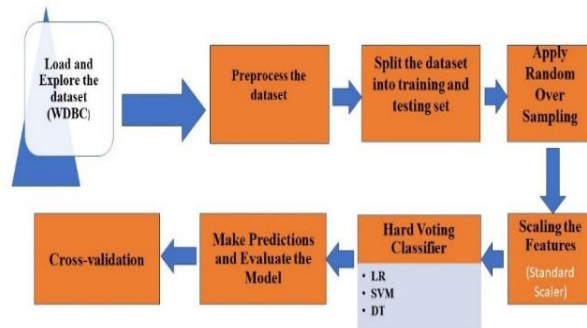 Load and
Explore the
dataset
(WDBC)
Preprocess the
dataset
Split the dataset
into training and
testing set
Apply
Random
Over
Sampling
Scaling the
Features
(Standard
Scaler)
Hard Voting
Classifier
• LR
• SVM
• DT
Make Predictions
and Evaluate the
Model
Cross-validation